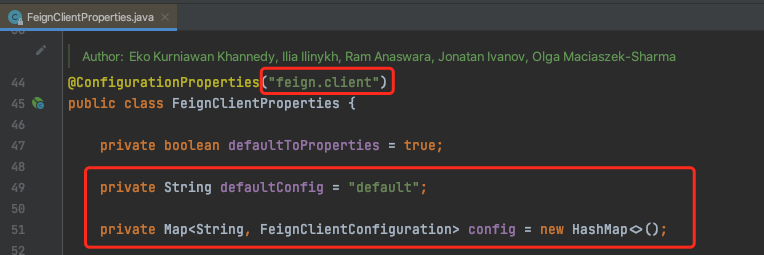 FeignClientProperties.java
Author: Eko Kurniawan Khannedy, Ilia Ilinykh, Ram Anaswara, Jonatan Ivanov, Olga Maciaszek-Sharma
44 @ConfigurationProperties("feign.client")
45 public class FeignClientProperties {
46
47 private boolean defaultToProperties = true;
48
49 private String defaultConfig = "default";
50
51 private Map<String, FeignClientConfiguration> config = new HashMap<>();
52